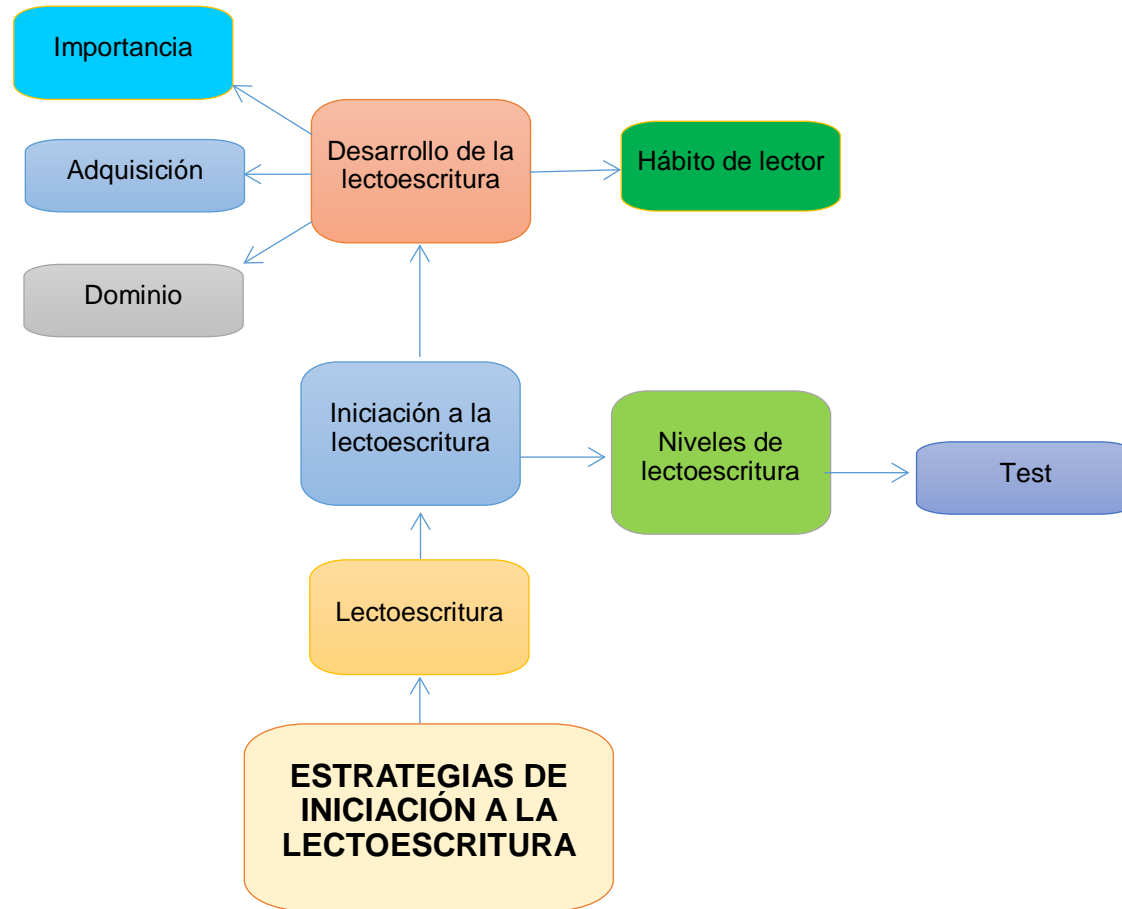 Importancia
Desarrollo de la
lectoescritura
Hábito de lector
Adquisición
Dominio
Iniciación a la
lectoescritura
Niveles de
lectoescritura
Test
Lectoescritura
ESTRATEGIAS DE
INICIACIÓN A LA
LECTOESCRITURA